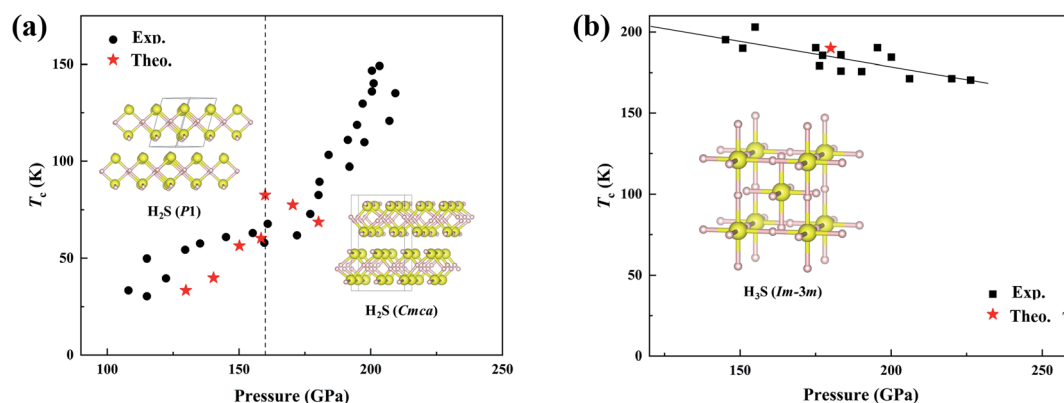 (a)
Exp.
Theo.
150
100
50
0
100
150
200
250
T_c (K)
Pressure (GPa)
H₂S (P1)
H₂S (Cmca)
(b)
200
150
100
50
0
150
200
T_c (K)
Pressure (GPa)
H₃S (Im-3m)
Exp.
Theo.